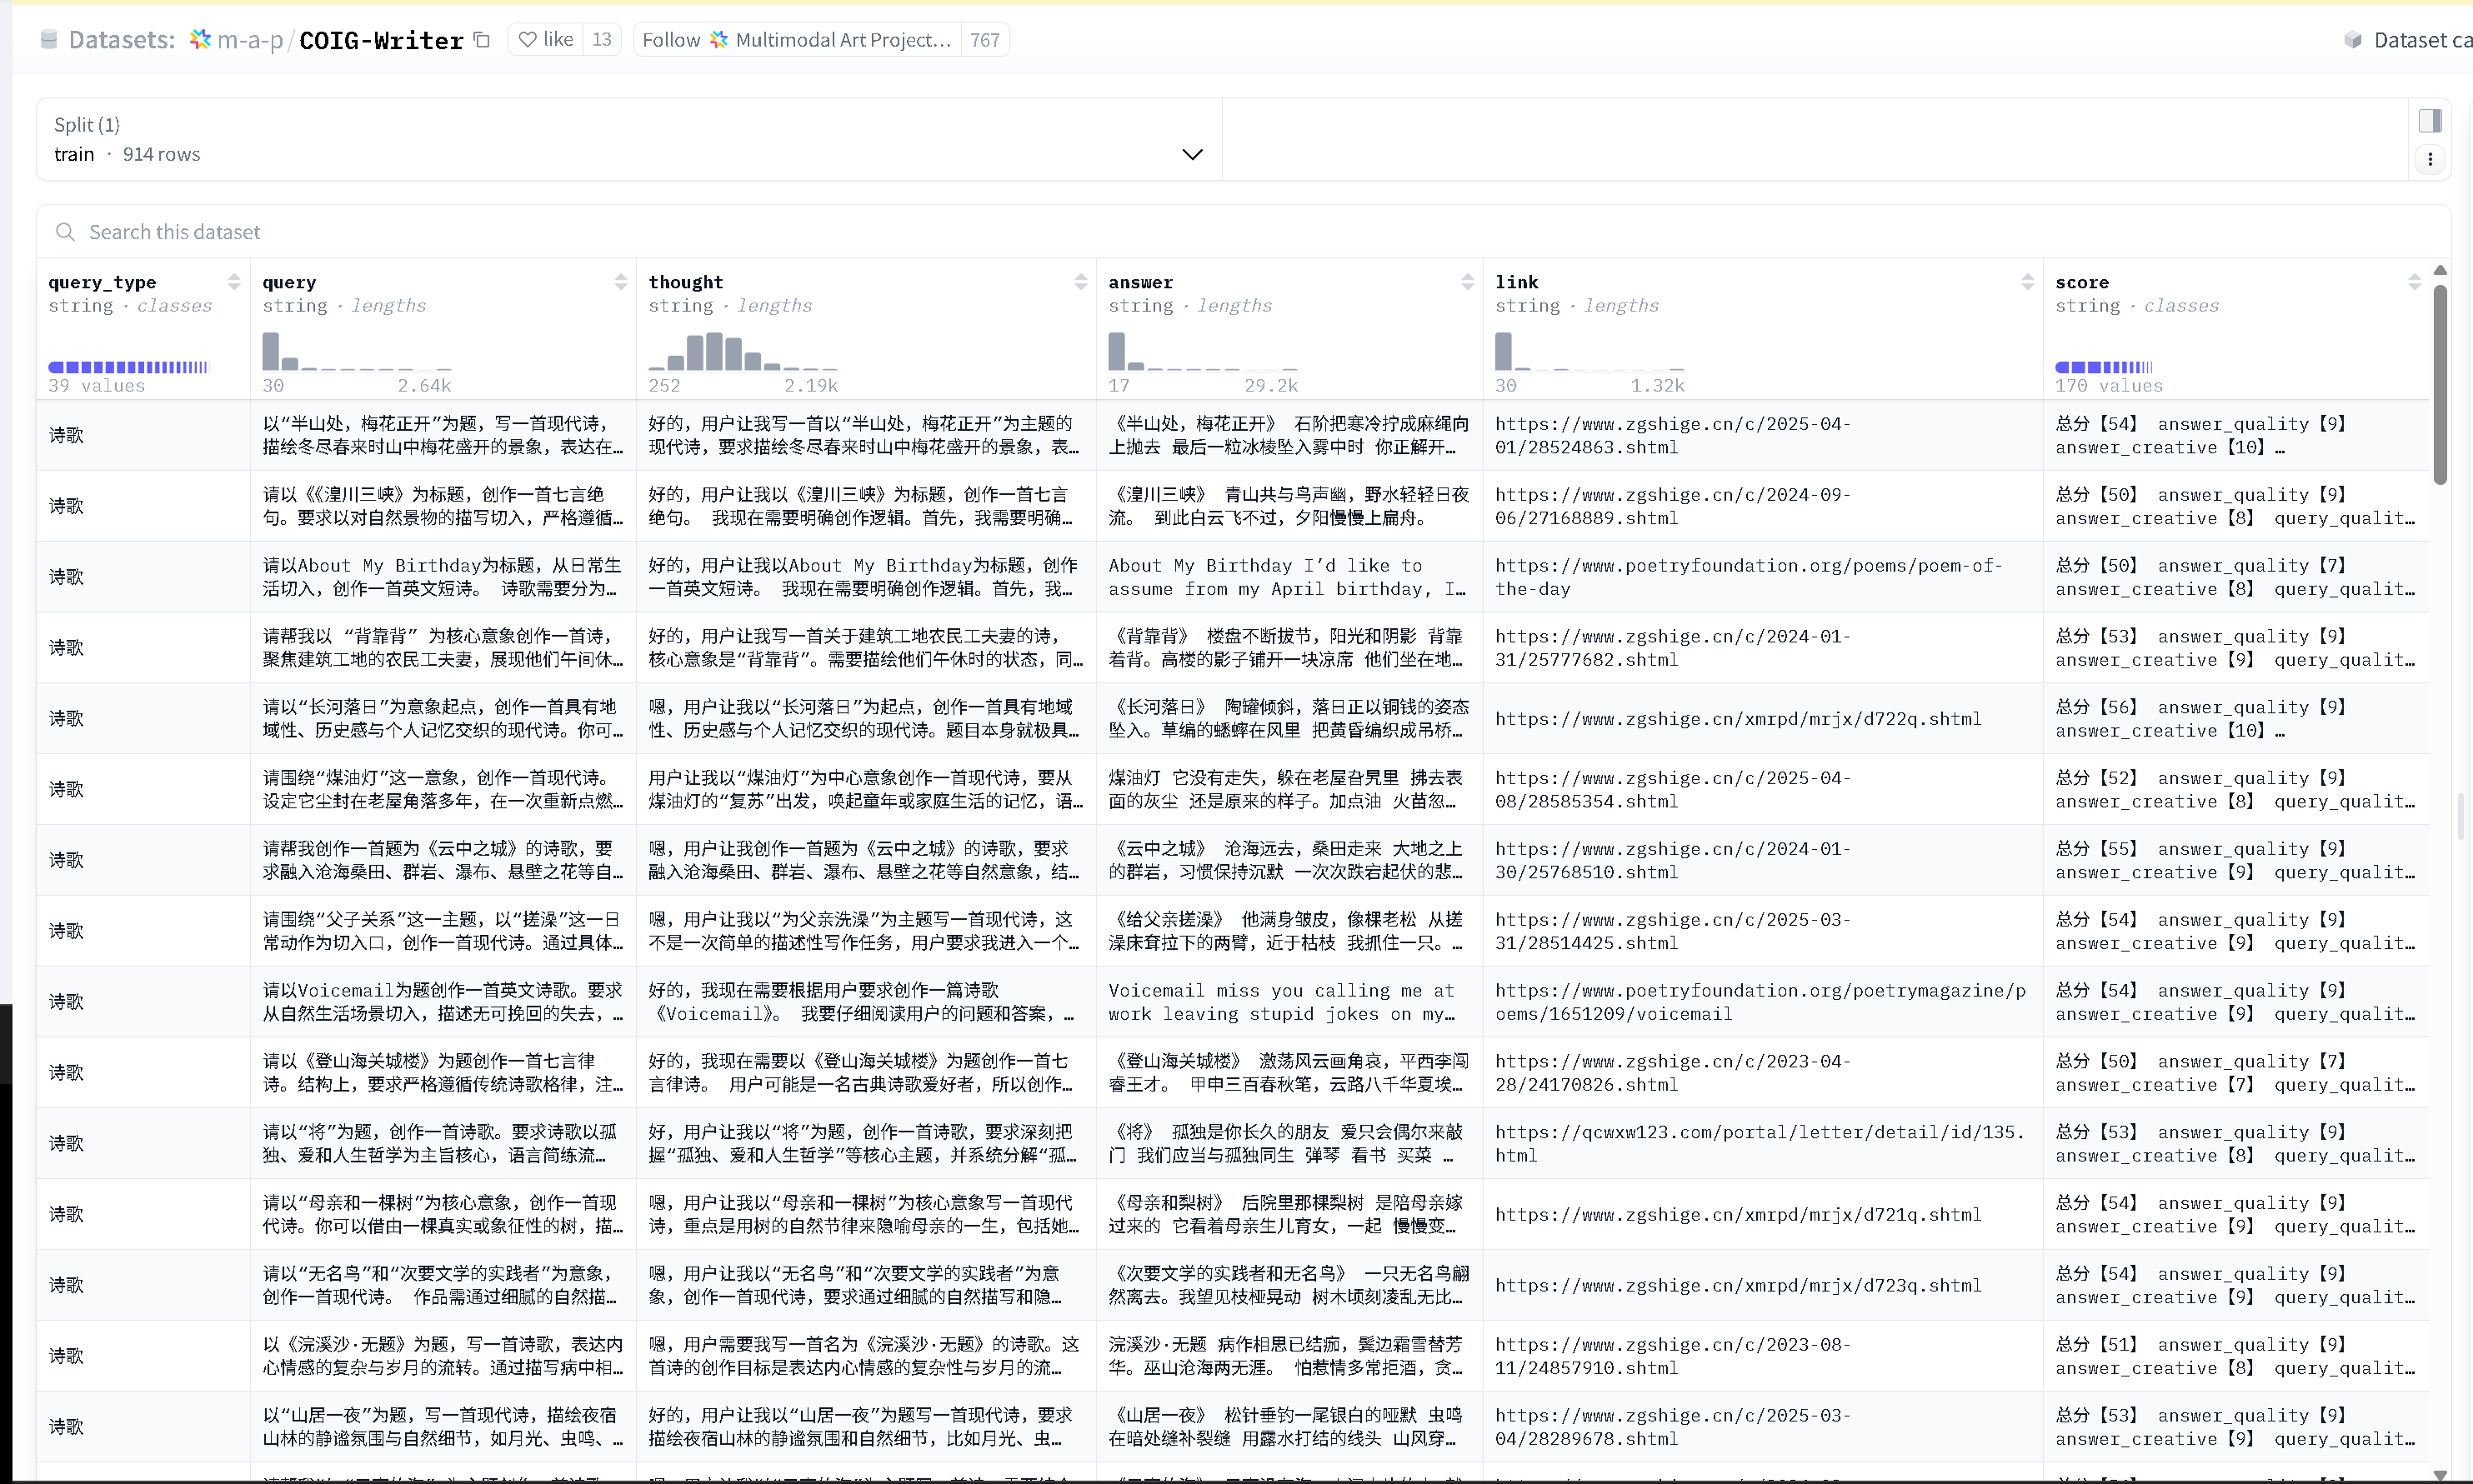 Datasets: m-a-p/COIG-Writer like 13 Follow Multimodal Art Project... 767 Dataset ca
Split (1)
train · 914 rows
Search this dataset
query_type query thought answer link score
string · classes string · lengths string · lengths string · lengths string · lengths string · classes
39 values 30 2.64k 252 2.19k 17 29.2k 30 1.32k 170 values
诗歌
以“半山处，梅花正开”为题，写一首现代诗，
描绘冬尽春来时山中梅花盛开的景象，表达在…
好的，用户让我写一首以“半山处，梅花正开”为主题的
现代诗，要求描绘冬尽春来时山中梅花盛开的景象，表…
《半山处，梅花正开》 石阶把寒冷拧成麻绳向
上抛去 最后一粒冰棱坠入雾中时 你正解开…
https://www.zgshige.cn/c/2025-04-
01/28524863.shtml
总分【54】 answer_quality【9】
answer_creative【10】…
诗歌
请以《《湟川三峡》为标题，创作一首七言绝
句。要求以对自然景物的描写切入，严格遵循…
好的，用户让我以《湟川三峡》为标题，创作一首七言
绝句。 我现在需要明确创作逻辑。首先，我需要明确…
《湟川三峡》 青山共与鸟声幽，野水轻轻日夜
流。 到此白云飞不过，夕阳慢慢上扁舟。
https://www.zgshige.cn/c/2024-09-
06/27168889.shtml
总分【50】 answer_quality【9】
answer_creative【8】 query_qualit…
诗歌
请以About My Birthday为标题，从日常生
活切入，创作一首英文短诗。 诗歌需要分为…
好的，用户让我以About My Birthday为标题，创作
一首英文短诗。 我现在需要明确创作逻辑。首先，我…
About My Birthday I’d like to
assume from my April birthday, I…
https://www.poetryfoundation.org/poems/poem-of-
the-day
总分【50】 answer_quality【7】
answer_creative【8】 query_qualit…
诗歌
请帮我以 “背靠背” 为核心意象创作一首诗，
聚焦建筑工地的农民工夫妻，展现他们午间休…
好的，用户让我写一首关于建筑工地农民工夫妻的诗，
核心意象是“背靠背”。需要描绘他们午休时的状态，同…
《背靠背》 楼盘不断拔节，阳光和阴影 背靠
着背。高楼的影子铺开一块凉席 他们坐在地…
https://www.zgshige.cn/c/2024-01-
31/25777682.shtml
总分【53】 answer_quality【9】
answer_creative【9】 query_qualit…
诗歌
请以“长河落日”为意象起点，创作一首具有地
域性、历史感与个人记忆交织的现代诗。你可…
嗯，用户让我以“长河落日”为起点，创作一首具有地域
性、历史感与个人记忆交织的现代诗。题目本身就极具…
《长河落日》 陶罐倾斜，落日正以铜钱的姿态
坠入。草编的蟋蟀在风里 把黄昏编织成吊桥…
https://www.zgshige.cn/xmrpd/mrjx/d722q.shtml
总分【56】 answer_quality【9】
answer_creative【10】…
诗歌
请围绕“煤油灯”这一意象，创作一首现代诗。
设定它尘封在老屋角落多年，在一次重新点燃…
用户让我以“煤油灯”为中心意象创作一首现代诗，要从
煤油灯的“复苏”出发，唤起童年或家庭生活的记忆，语…
煤油灯 它没有走失，躲在老屋旮旯里 拂去表
面的灰尘 还是原来的样子。加点油 火苗忽…
https://www.zgshige.cn/c/2025-04-
08/28585354.shtml
总分【52】 answer_quality【9】
answer_creative【8】 query_qualit…
诗歌
请帮我创作一首题为《云中之城》的诗歌，要
求融入沧海桑田、群岩、瀑布、悬壁之花等自…
嗯，用户让我创作一首题为《云中之城》的诗歌，要求
融入沧海桑田、群岩、瀑布、悬壁之花等自然意象，结…
《云中之城》 沧海远去，桑田走来 大地之上
的群岩，习惯保持沉默 一次次跌宕起伏的悲…
https://www.zgshige.cn/c/2024-01-
30/25768510.shtml
总分【55】 answer_quality【9】
answer_creative【9】 query_qualit…
诗歌
请围绕“父子关系”这一主题，以“搓澡”这一日
常动作为切入口，创作一首现代诗。通过具体…
嗯，用户让我以“为父亲洗澡”为主题写一首现代诗，这
不是一次简单的描述性写作任务，用户要求我进入一个…
《给父亲搓澡》 他满身皱皮，像棵老松 从搓
澡床耷拉下的两臂，近于枯枝 我抓住一只。…
https://www.zgshige.cn/c/2025-03-
31/28514425.shtml
总分【54】 answer_quality【9】
answer_creative【9】 query_qualit…
诗歌
请以Voicemail为题创作一首英文诗歌。要求
从自然生活场景切入，描述无可挽回的失去，…
好的，我现在需要根据用户要求创作一篇诗歌
《Voicemail》。 我要仔细阅读用户的问题和答案，…
Voicemail miss you calling me at
work leaving stupid jokes on my…
https://www.poetryfoundation.org/poetrymagazine/p
oems/1651209/voicemail
总分【54】 answer_quality【9】
answer_creative【9】 query_qualit…
诗歌
请以《登山海关城楼》为题创作一首七言律
诗。结构上，要求严格遵循传统诗歌格律，注…
好的，我现在需要以《登山海关城楼》为题创作一首七
言律诗。 用户可能是一名古典诗歌爱好者，所以创作…
《登山海关城楼》 激荡风云画角哀，平西李闯
睿王才。 甲申三百春秋笔，云路八千华夏埃…
https://www.zgshige.cn/c/2023-04-
28/24170826.shtml
总分【50】 answer_quality【7】
answer_creative【7】 query_qualit…
诗歌
请以“将”为题，创作一首诗歌。要求诗歌以孤
独、爱和人生哲学为主旨核心，语言简练流…
好，用户让我以“将”为题，创作一首诗歌，要求深刻把
握“孤独、爱和人生哲学”等核心主题，并系统分解“孤…
《将》 孤独是你长久的朋友 爱只会偶尔来敲
门 我们应当与孤独同生 弹琴 看书 买菜 …
https://qcwxw123.com/portal/letter/detail/id/135.
html
总分【53】 answer_quality【9】
answer_creative【8】 query_qualit…
诗歌
请以“母亲和一棵树”为核心意象，创作一首现
代诗。你可以借由一棵真实或象征性的树，描…
嗯，用户让我以“母亲和一棵树”为核心意象写一首现代
诗，重点是用树的自然节律来隐喻母亲的一生，包括她…
《母亲和梨树》 后院里那棵梨树 是陪母亲嫁
过来的 它看着母亲生儿育女，一起 慢慢变…
https://www.zgshige.cn/xmrpd/mrjx/d721q.shtml
总分【54】 answer_quality【9】
answer_creative【9】 query_qualit…
诗歌
请以“无名鸟”和“次要文学的实践者”为意象，
创作一首现代诗。 作品需通过细腻的自然描…
嗯，用户让我以“无名鸟”和“次要文学的实践者”为意
象，创作一首现代诗，要求通过细腻的自然描写和隐…
《次要文学的实践者和无名鸟》 一只无名鸟翩
然离去。我望见枝桠晃动 树木顷刻凌乱无比…
https://www.zgshige.cn/xmrpd/mrjx/d723q.shtml
总分【54】 answer_quality【9】
answer_creative【9】 query_qualit…
诗歌
以《浣溪沙·无题》为题，写一首诗歌，表达内
心情感的复杂与岁月的流转。通过描写病中相…
嗯，用户需要我写一首名为《浣溪沙·无题》的诗歌。这
首诗的创作目标是表达内心情感的复杂性与岁月的流…
浣溪沙·无题 病作相思已结痂，鬓边霜雪替芳
华。巫山沧海两无涯。 怕惹情多常拒酒，贪…
https://www.zgshige.cn/c/2023-08-
11/24857910.shtml
总分【51】 answer_quality【9】
answer_creative【8】 query_qualit…
诗歌
以“山居一夜”为题，写一首现代诗，描绘夜宿
山林的静谧氛围与自然细节，如月光、虫鸣、…
好的，用户让我以“山居一夜”为题写一首现代诗，要求
描绘夜宿山林的静谧氛围和自然细节，比如月光、虫…
《山居一夜》 松针垂钓一尾银白的哑默 虫鸣
在暗处缝补裂缝 用露水打结的线头 山风穿…
https://www.zgshige.cn/c/2025-03-
04/28289678.shtml
总分【53】 answer_quality【9】
answer_creative【9】 query_qualit…